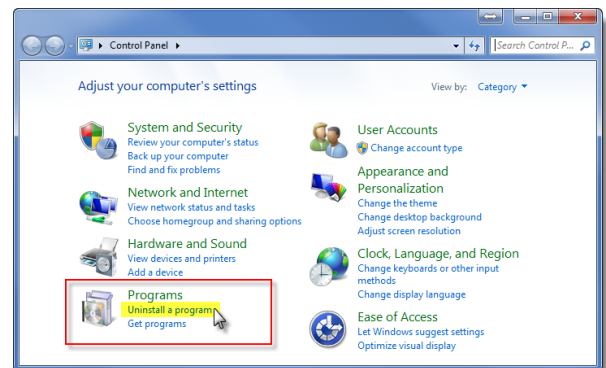 Control Panel
Search Control P...
Adjust your computer's settings
View by: Category
System and Security
Review your computer's status
Back up your computer
Find and fix problems
Network and Internet
View network status and tasks
Choose homegroup and sharing options
Hardware and Sound
View devices and printers
Add a device
Programs
Uninstall a program
Get programs
User Accounts
Change account type
Appearance and
Personalization
Change the theme
Change desktop background
Adjust screen resolution
Clock, Language, and Region
Change keyboards or other input
methods
Change display language
Ease of Access
Let Windows suggest settings
Optimize visual display